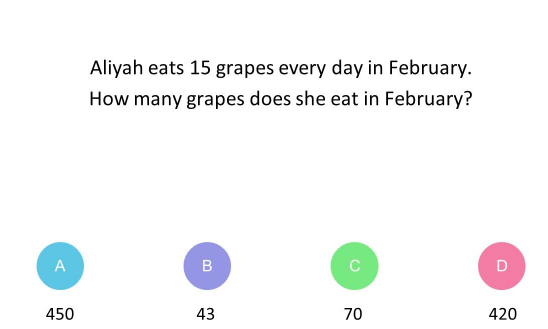 Aliyah eats 15 grapes every day in February.
How many grapes does she eat in February?
A B C D
450 43 70 420